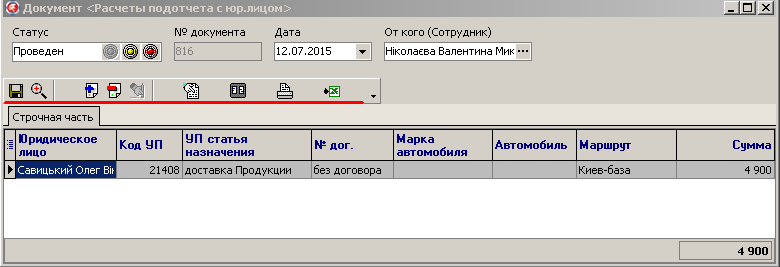 Документ <Расчеты подотчета с юр.лицом>
Статус
№ документа
Дата
От кого (Сотрудник)
Проведен
816
12.07.2015
Ніколаєва Валентина Мик
Строчная часть
Юридическое лицо
Код УП
УП статья назначения
№ дог.
Марка автомобиля
Автомобиль
Маршрут
Сумма
Савицький Олег Він
21408
доставка Продукции
без договора
Киев-база
4 900
4 900